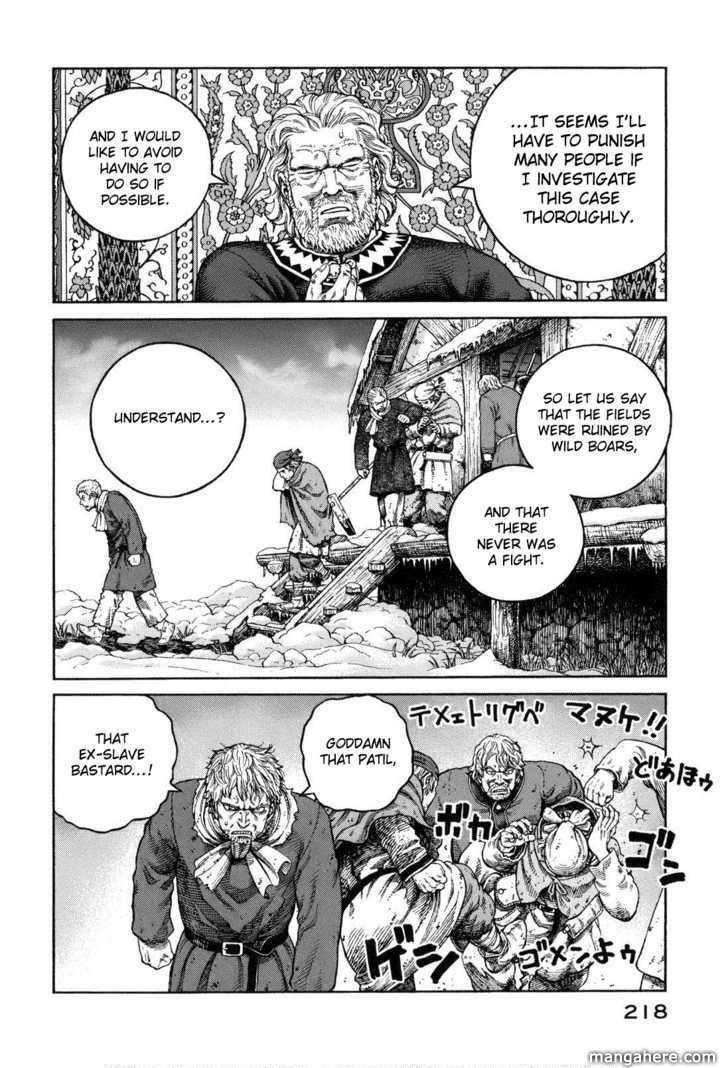 ...IT SEEMS I'LL
HAVE TO PUNISH
MANY PEOPLE IF
I INVESTIGATE
THIS CASE
THOROUGHLY.
AND I WOULD
LIKE TO AVOID
HAVING TO
DO SO IF
POSSIBLE.
SO LET US SAY
THAT THE FIELDS
WERE RUINED BY
WILD BOARS,
AND THAT
THERE
NEVER WAS
A FIGHT.
UNDERSTAND...?
テメェトリグベ マヌケ!!
どあほゥ
ボカ
ゴン
ゲシ
ゴメンよゥ
GODDAMN
THAT PATIL,
THAT
EX-SLAVE
BASTARD...!
218
mangahere.com